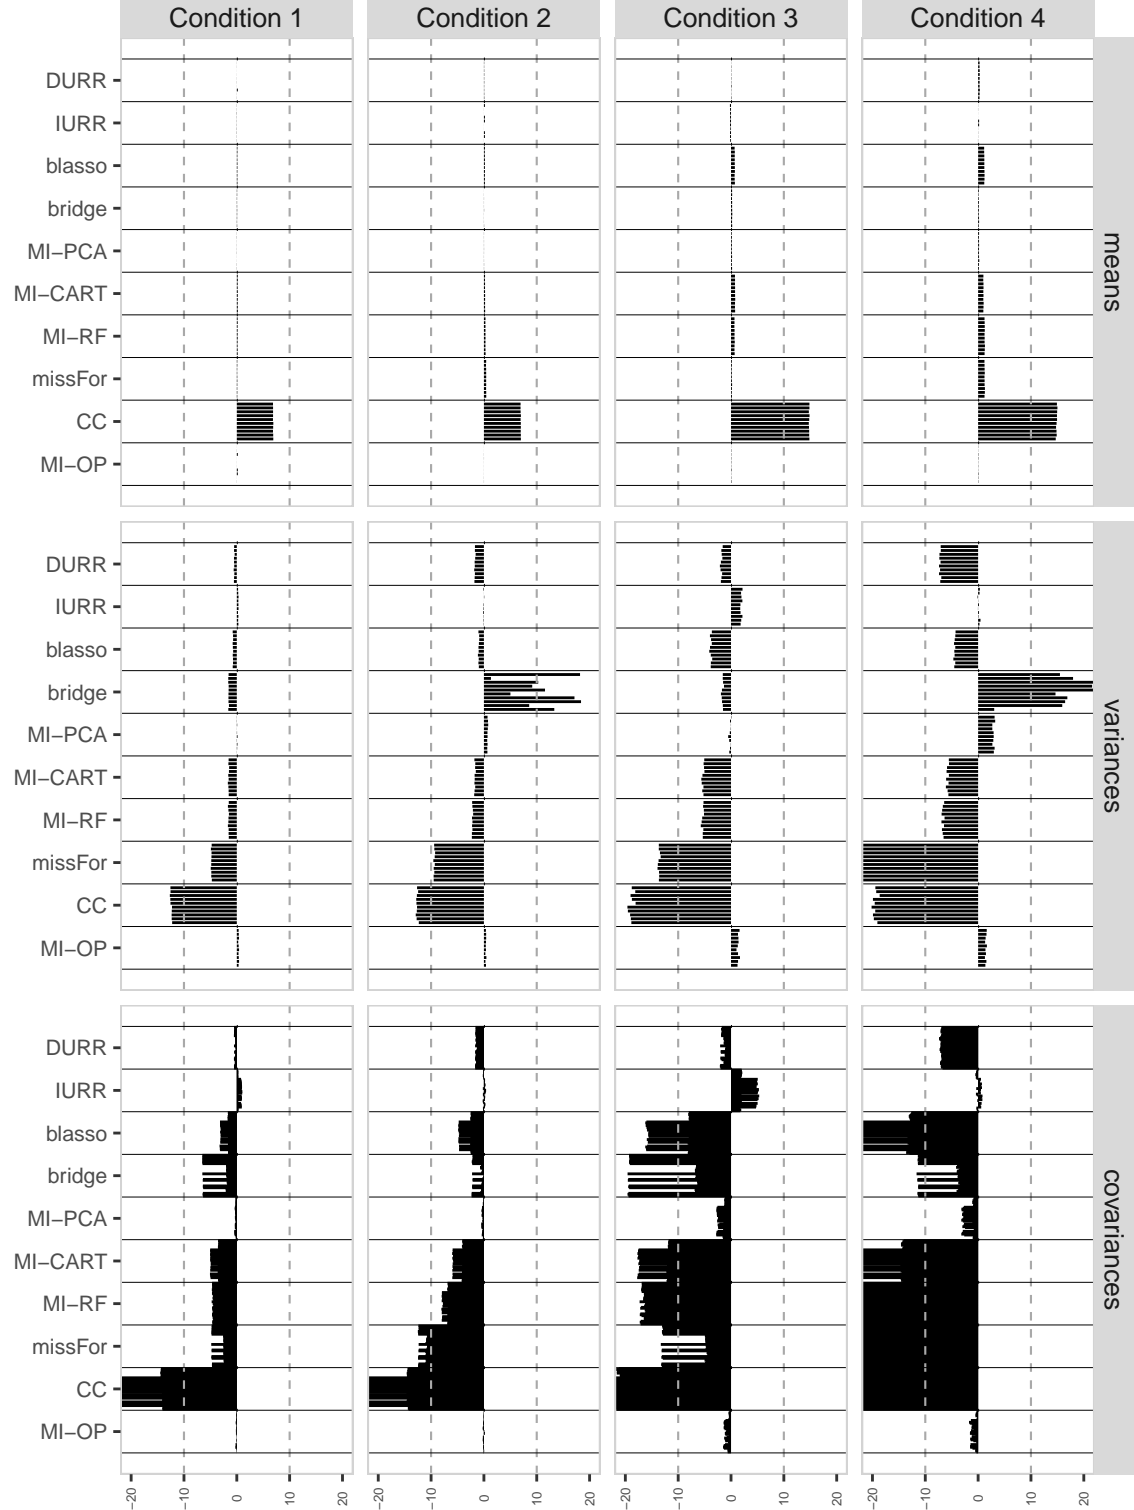 Condition 1 Condition 2 Condition 3 Condition 4
DURR
IURR
blasso
bridge
MI−PCA
MI−CART
MI−RF
missFor
CC
MI−OP
means
DURR
IURR
blasso
bridge
MI−PCA
MI−CART
MI−RF
missFor
CC
MI−OP
variances
DURR
IURR
blasso
bridge
MI−PCA
MI−CART
MI−RF
missFor
CC
MI−OP
covariances
−20 −10 0 10 20 −20 −10 0 10 20 −20 −10 0 10 20 −20 −10 0 10 20